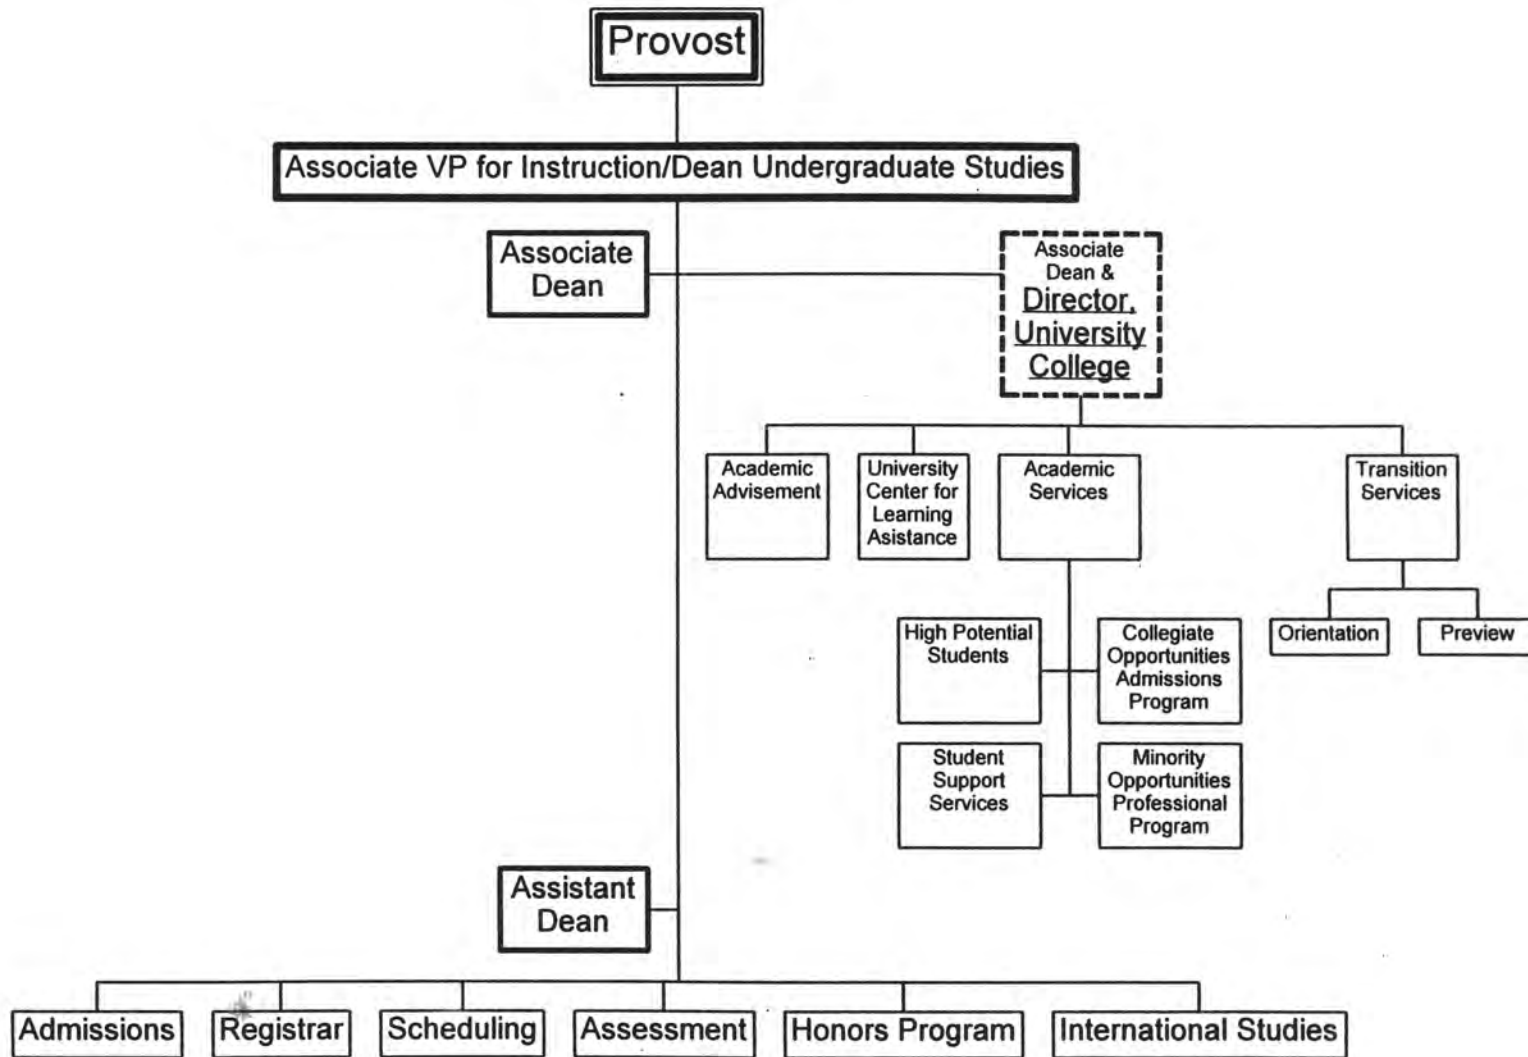 Provost
Associate VP for Instruction/Dean Undergraduate Studies
Associate
Dean
Associate
Dean &
Director,
University
College
Academic
Advisement
University
Center for
Learning
Asistance
Academic
Services
Transition
Services
High Potential
Students
Collegiate
Opportunities
Admissions
Program
Orientation
Preview
Student
Support
Services
Minority
Opportunities
Professional
Program
Assistant
Dean
Admissions
Registrar
Scheduling
Assessment
Honors Program
International Studies